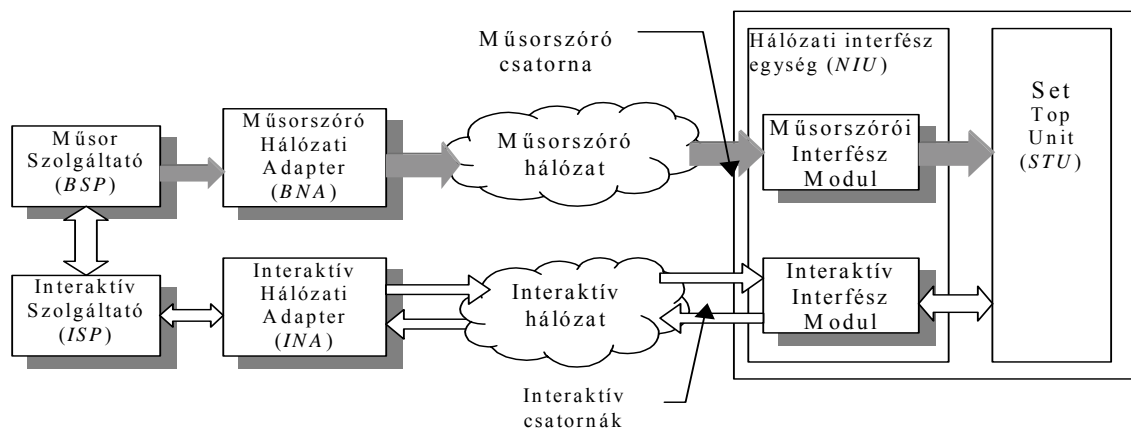 Műsorszóró
csatorna
Hálózati interfész
egység (NIU)
Set
Top
Unit
(STU)
Műsor
Szolgáltató
(BSP)
Műsorszóró
Hálózati
Adapter
(BNA)
Műsorszóró
hálózat
Műsorszórói
Interfész
Modul
Interaktív
Szolgáltató
(ISP)
Interaktív
Hálózati
Adapter
(INA)
Interaktív
hálózat
Interaktív
Interfész
Modul
Interaktív
csatornák